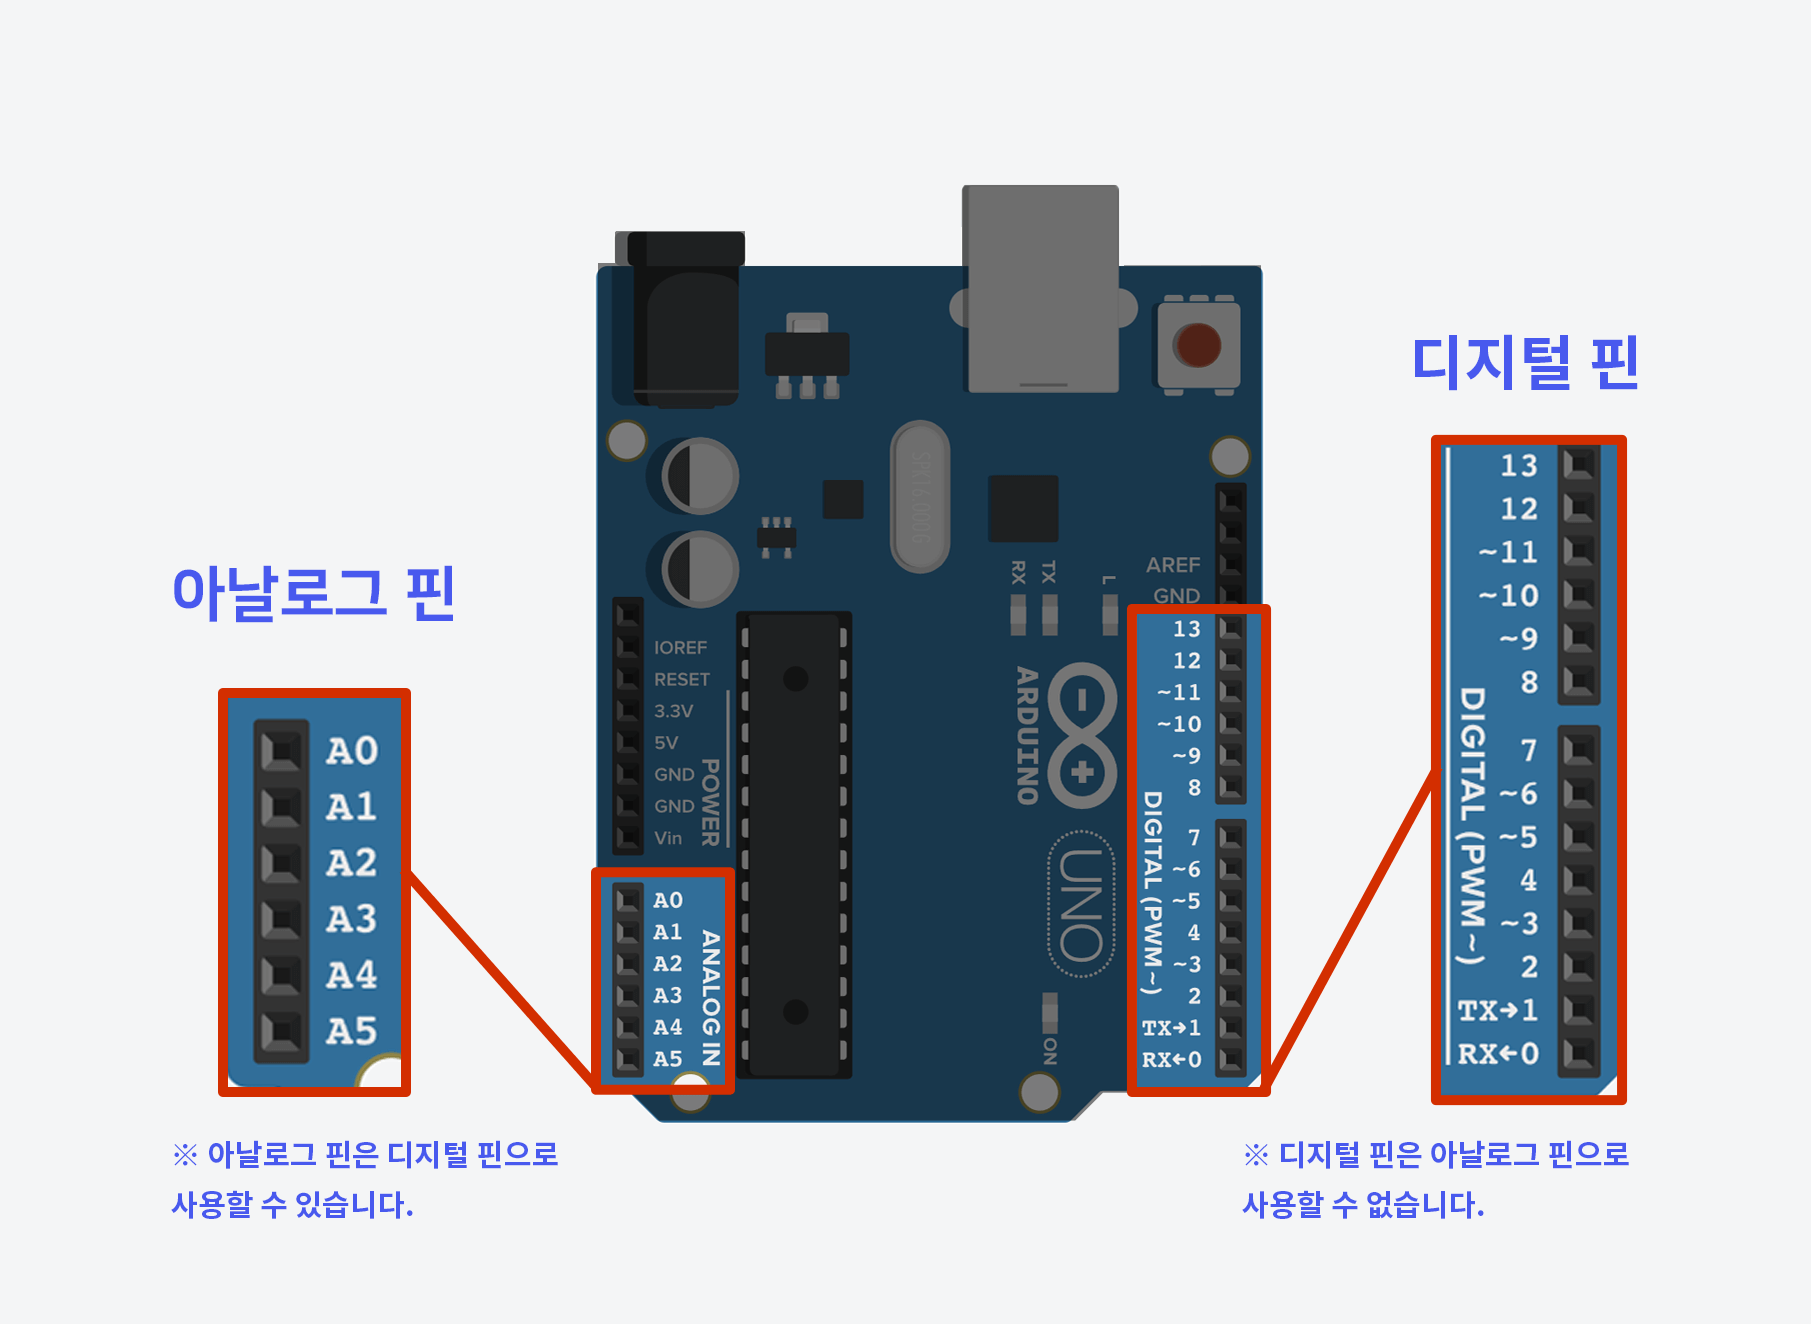 디지털 핀
아날로그 핀
A0
A1
A2
A3
A4
A5
SPK16.000G
RX
TX
L
AREF
GND
IOREF
RESET
3.3V
5V
GND
GND
Vin
POWER
A0
A1
A2
A3
A4
A5
ANALOG IN
ARDUINO
UNO
ON
13
12
~11
~10
~9
8
7
~6
~5
4
~3
2
TX→1
RX←0
DIGITAL (PWM~)
13
12
~11
~10
~9
8
7
~6
~5
4
~3
2
TX→1
RX←0
DIGITAL (PWM~)
※ 아날로그 핀은 디지털 핀으로
사용할 수 있습니다.
※ 디지털 핀은 아날로그 핀으로
사용할 수 없습니다.